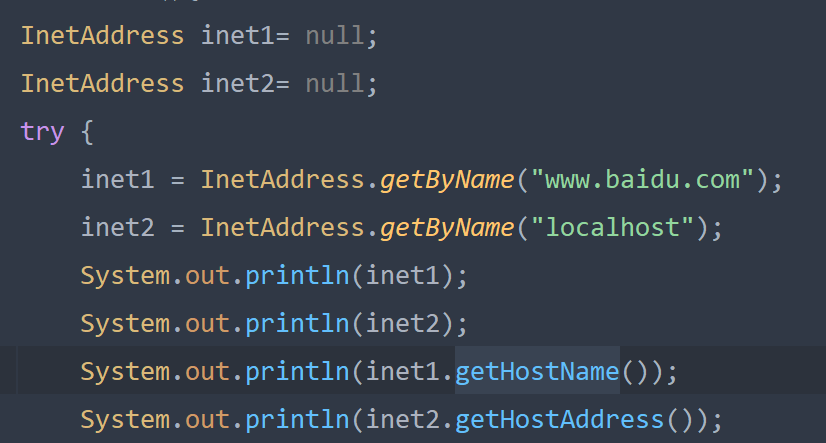 InetAddress inet1= null;
InetAddress inet2= null;
try {
inet1 = InetAddress.getByName("www.baidu.com");
inet2 = InetAddress.getByName("localhost");
System.out.println(inet1);
System.out.println(inet2);
System.out.println(inet1.getHostName());
System.out.println(inet2.getHostAddress());